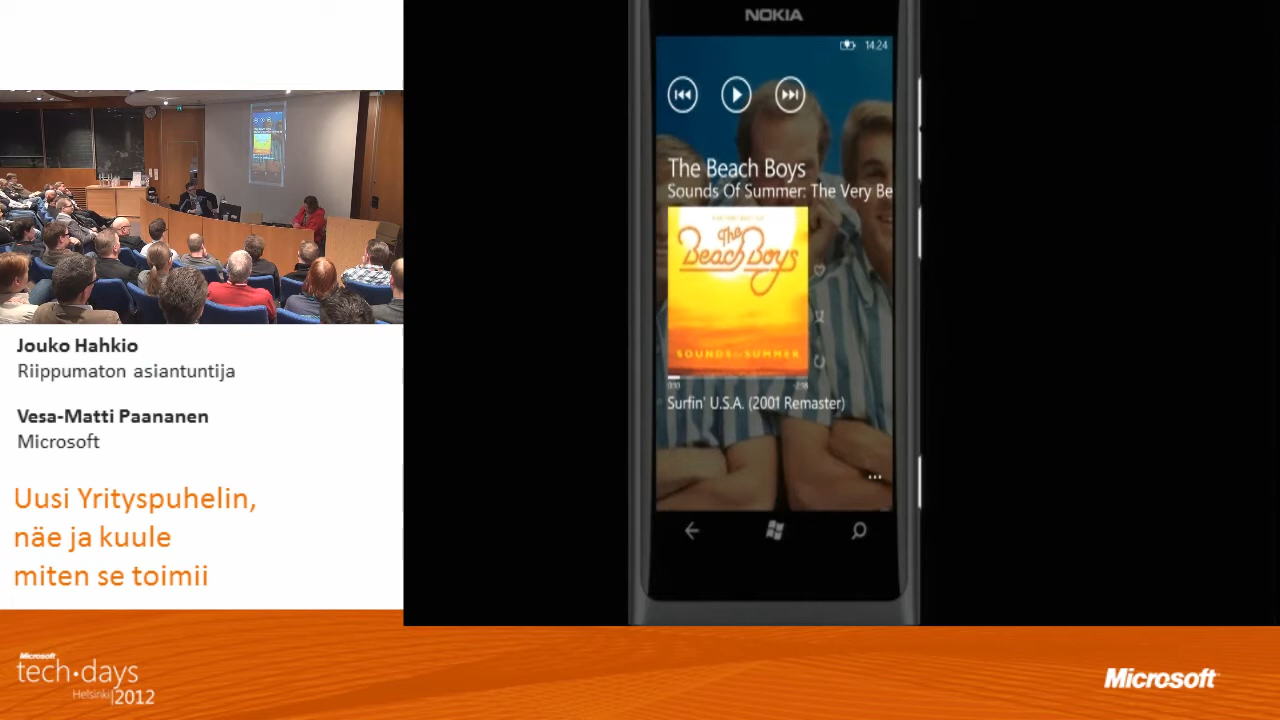 NOKIA
14:24
The Beach Boys
Sounds Of Summer: The Very Be
The
Beach Boys
SOUNDS OF SUMMER
Surfin' U.S.A. (2001 Remaster)
Jouko Hahkio
Riippumaton asiantuntija
Vesa-Matti Paananen
Microsoft
Uusi Yrityspuhelin,
näe ja kuule
miten se toimii
Microsoft
tech·days
Helsinki|2012
Microsoft